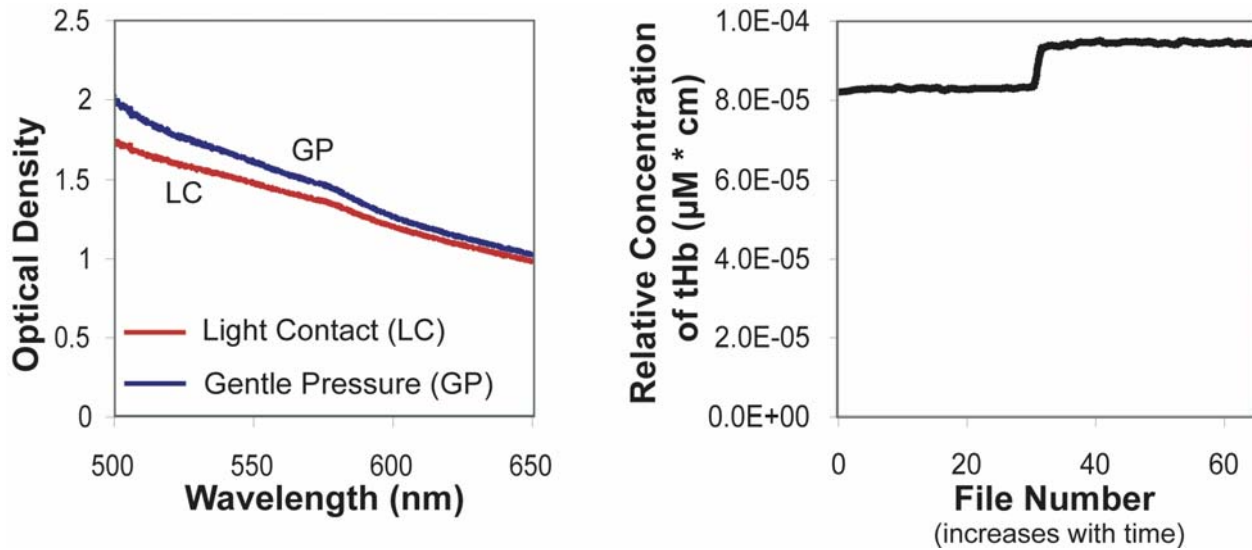 Optical Density
2.5
2
1.5
1
0.5
0
GP
LC
Light Contact (LC)
Gentle Pressure (GP)
500 550 600 650
Wavelength (nm)
Relative Concentration
of tHb (µM * cm)
1.0E-04
8.0E-05
6.0E-05
4.0E-05
2.0E-05
0.0E+00
0 20 40 60
File Number
(increases with time)